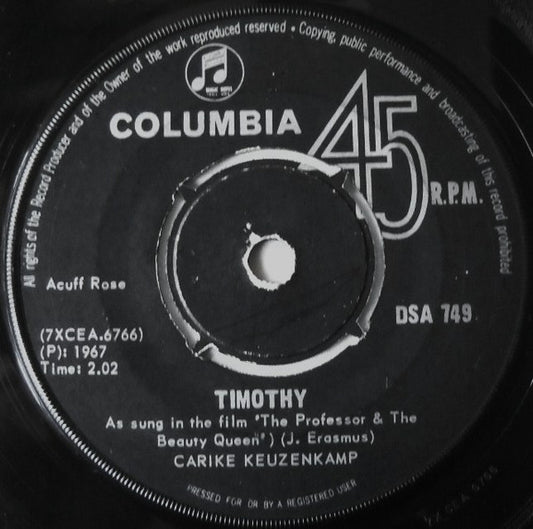 All rights of the Record Producer and of the Owner of the work reproduced reserved • Copying, public performance and broadcasting of this record prohibited
COLUMBIA
45
R.P.M.
Acuff Rose
DSA 749
(7XCEA.6766)
(P): 1967
Time: 2.02
TIMOTHY
As sung in the film "The Professor & The
Beauty Queen") (J. Erasmus)
CARIKE KEUZENKAMP
PRESSED FOR OR BY A REGISTERED USER